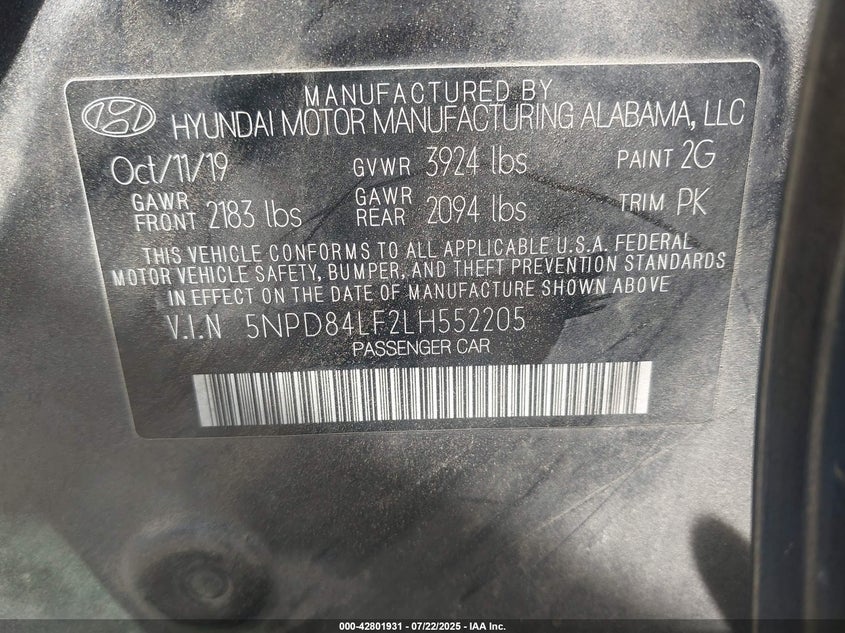 MANUFACTURED BY
HYUNDAI MOTOR MANUFACTURING ALABAMA, LLC
Oct/11/19 GVWR 3924 lbs PAINT 2G
GAWR FRONT 2183 lbs GAWR REAR 2094 lbs TRIM PK
THIS VEHICLE CONFORMS TO ALL APPLICABLE U.S.A. FEDERAL
MOTOR VEHICLE SAFETY, BUMPER, AND THEFT PREVENTION STANDARDS
IN EFFECT ON THE DATE OF MANUFACTURE SHOWN ABOVE.
V.I.N 5NPD84LF2LH552205
PASSENGER CAR
000-42801931 - 07/22/2025 - IAA Inc.